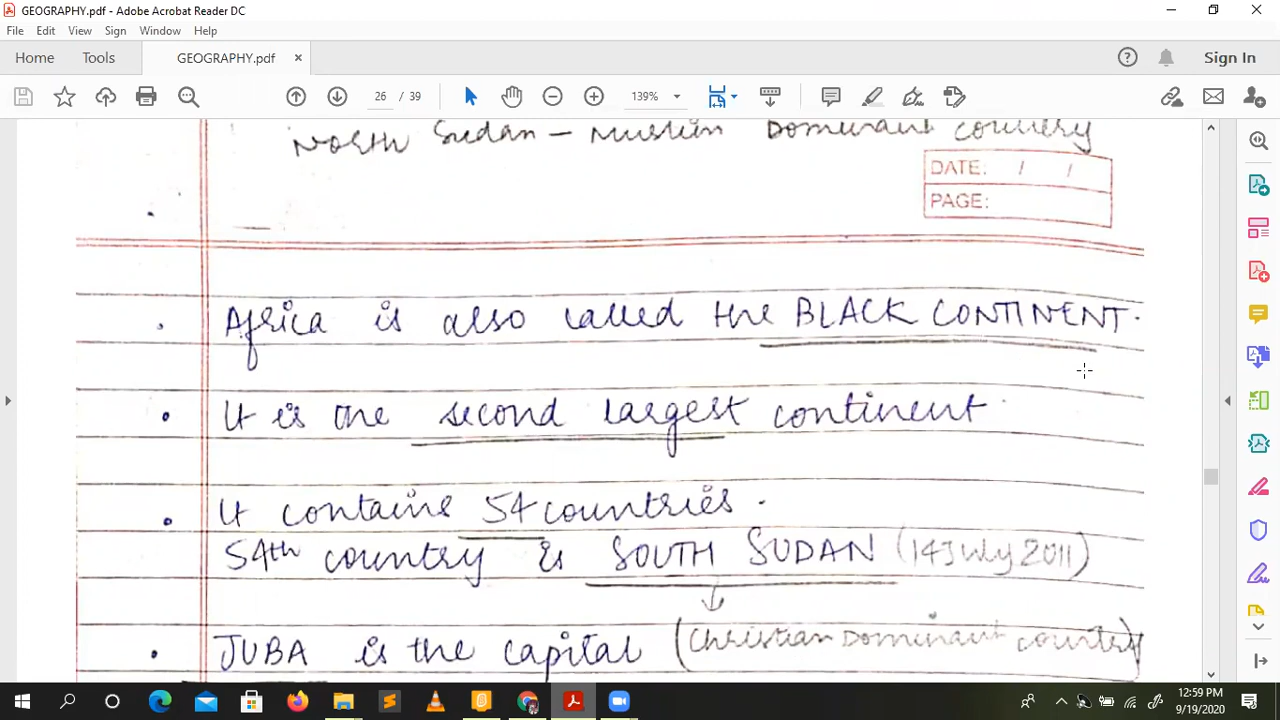 GEOGRAPHY.pdf - Adobe Acrobat Reader DC
File Edit View Sign Window Help
Home Tools GEOGRAPHY.pdf × Sign In
26 / 39 139%
North Sudan - Muslim Dominant country
DATE: / /
PAGE:
Africa is also called the BLACK CONTINENT.
It is the second largest continent
It contains 54 countries.
54th country is SOUTH SUDAN (14 July 2011)
JUBA is the capital (Christian Dominant country)
12:59 PM
9/19/2020